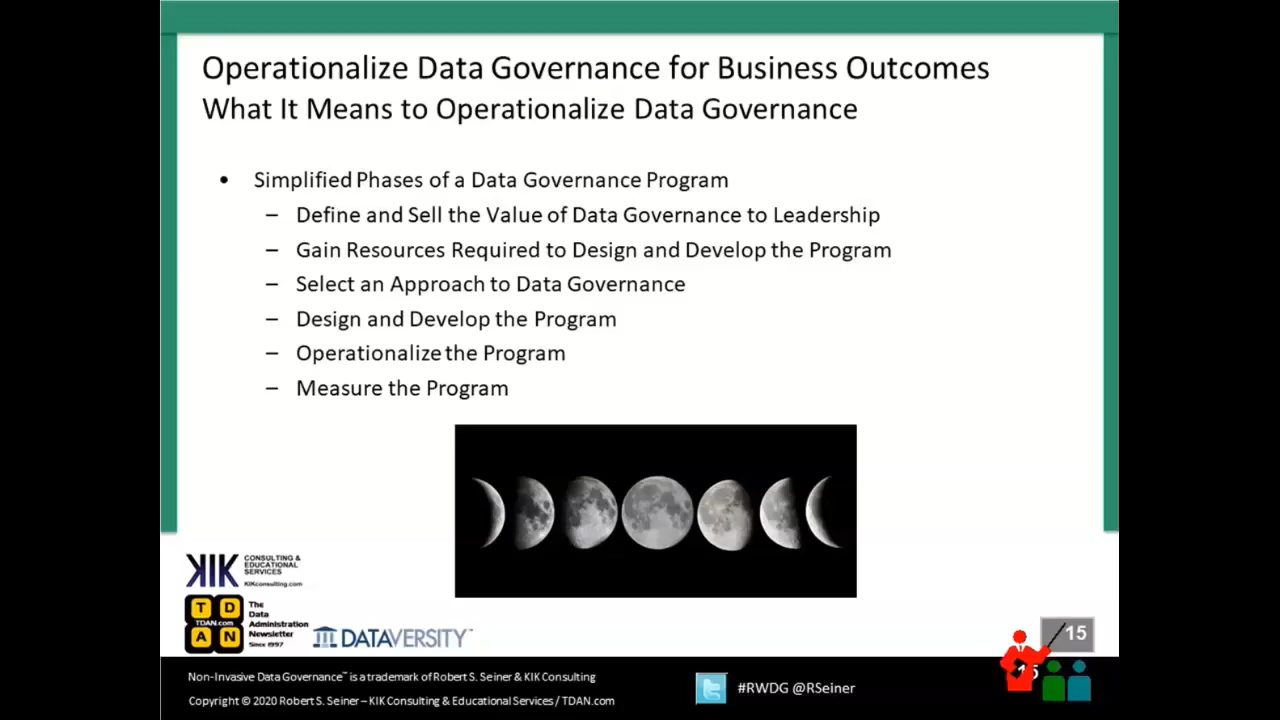 Operationalize Data Governance for Business Outcomes
What It Means to Operationalize Data Governance
• Simplified Phases of a Data Governance Program
– Define and Sell the Value of Data Governance to Leadership
– Gain Resources Required to Design and Develop the Program
– Select an Approach to Data Governance
– Design and Develop the Program
– Operationalize the Program
– Measure the Program
KIK CONSULTING &
EDUCATIONAL
SERVICES
KIKconsulting.com
T D
TDAN.com
A N
The
Data
Administration
Newsletter
Since 1997
DATAVERSITY™
15
Non-Invasive Data Governance™ is a trademark of Robert S. Seiner & KIK Consulting
Copyright © 2020 Robert S. Seiner – KIK Consulting & Educational Services / TDAN.com
#RWDG @RSeiner